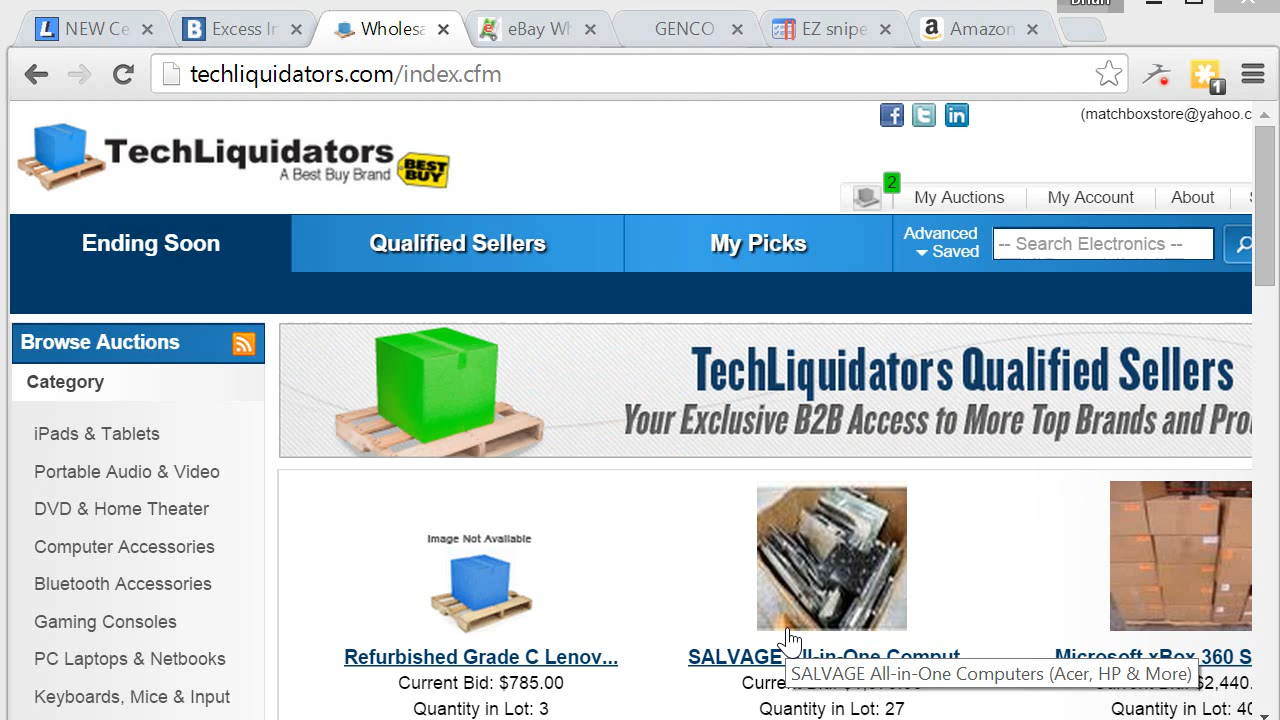 NEW Ce
Excess In
Wholesa
eBay Wh
GENCO
EZ snipe
Amazon
techliquidators.com/index.cfm
1
(matchboxstore@yahoo.c
TechLiquidators
A Best Buy Brand
BEST BUY
2
My Auctions
My Account
About
Ending Soon
Qualified Sellers
My Picks
Advanced
Saved
-- Search Electronics --
Browse Auctions
Category
iPads & Tablets
Portable Audio & Video
DVD & Home Theater
Computer Accessories
Bluetooth Accessories
Gaming Consoles
PC Laptops & Netbooks
Keyboards, Mice & Input
TechLiquidators Qualified Sellers
Your Exclusive B2B Access to More Top Brands and Pro
Image Not Available
Refurbished Grade C Lenov...
Current Bid: $785.00
Quantity in Lot: 3
SALVAGE All-in-One Comput
SALVAGE All-in-One Computers (Acer, HP & More)
Quantity in Lot: 27
Microsoft xBox 360 S
$2,440.
Quantity in Lot: 40